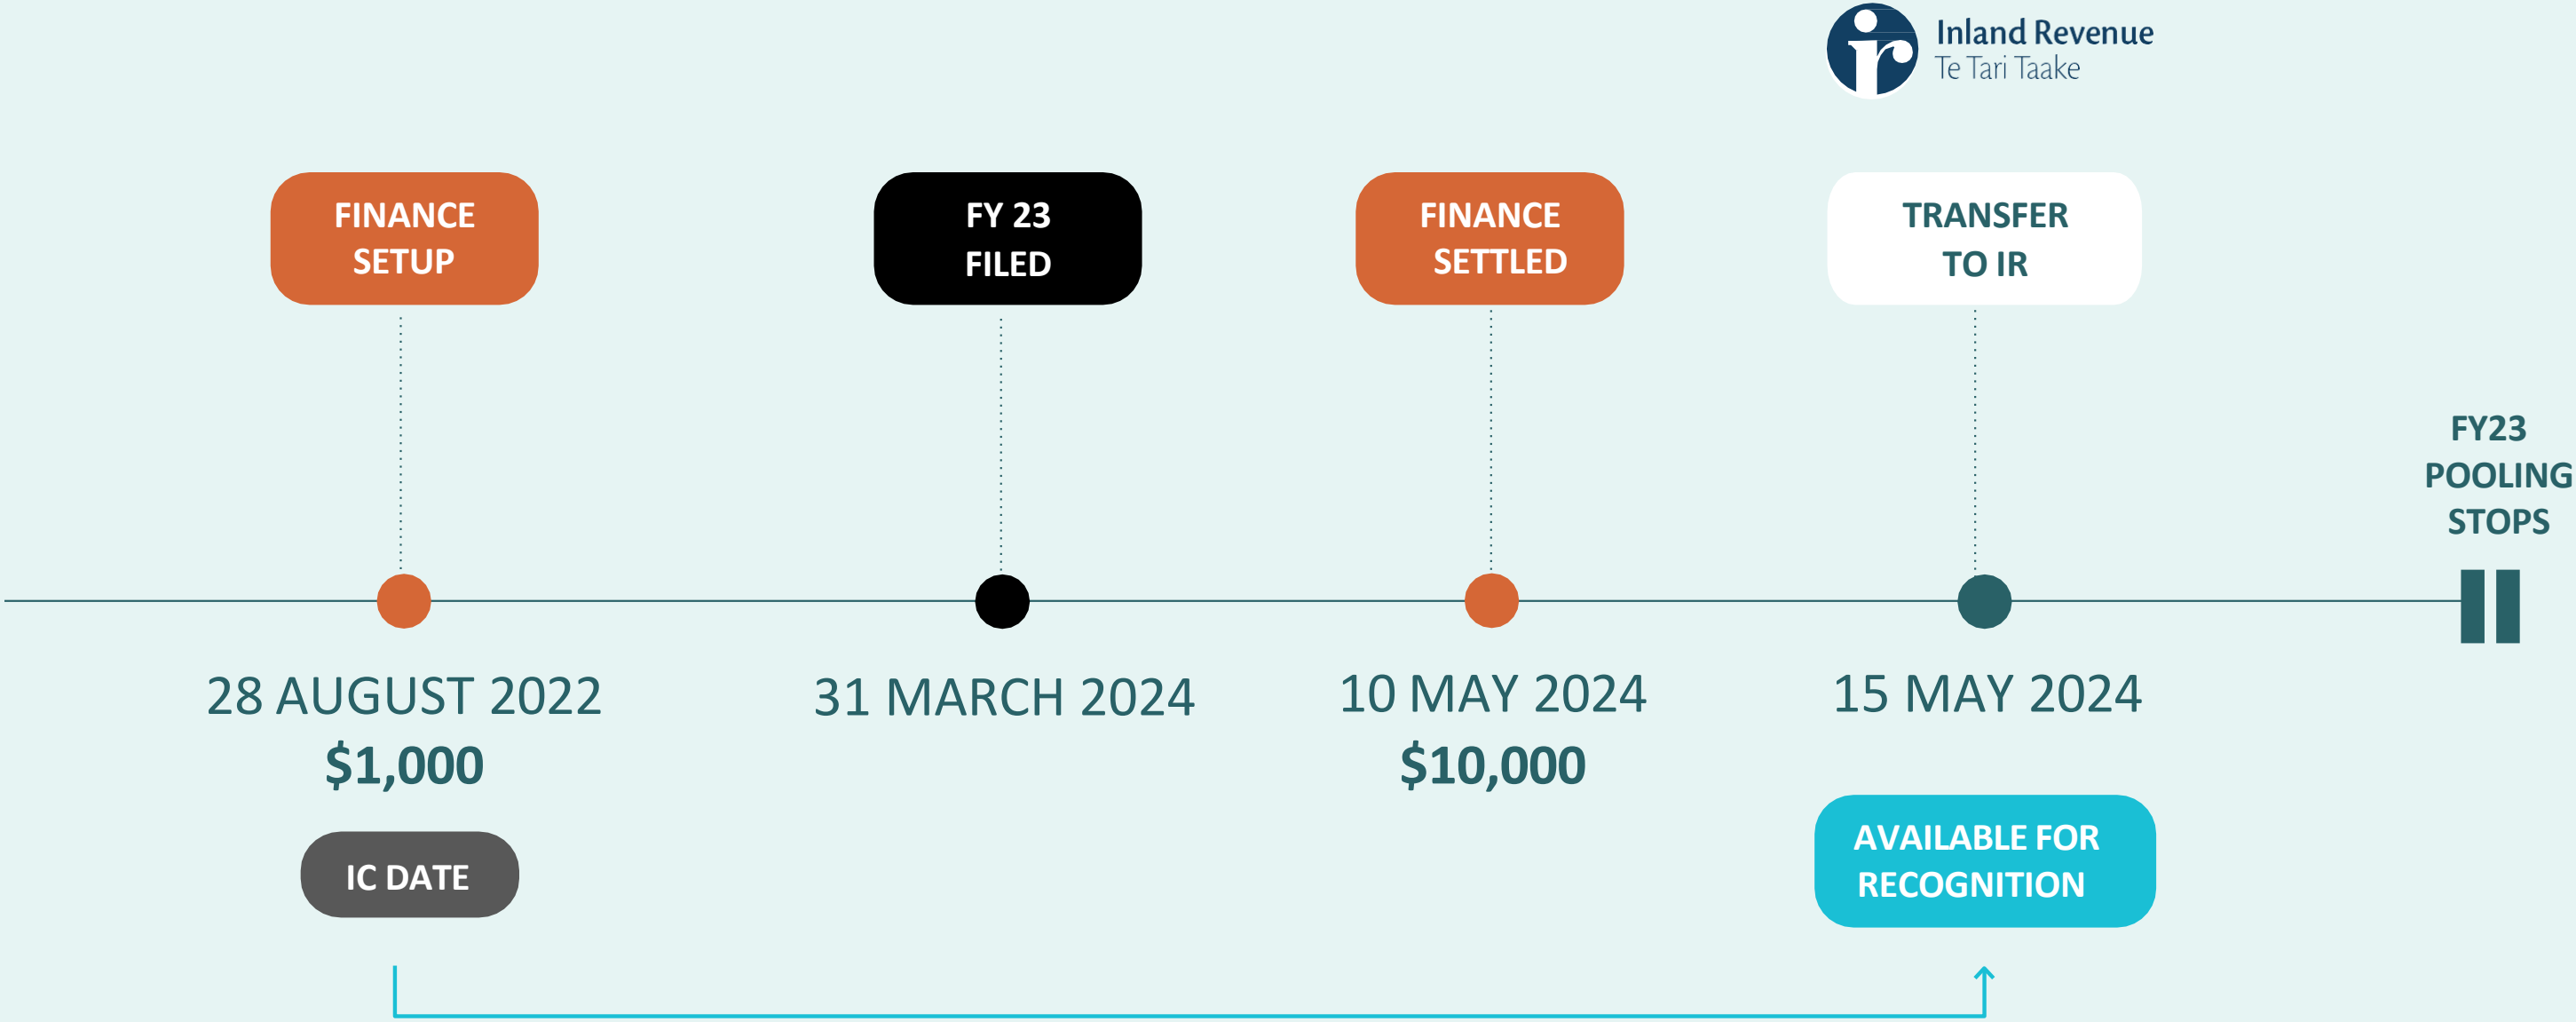 Inland Revenue
Te Tari Taake
FINANCE
SETUP
FY 23
FILED
FINANCE
SETTLED
TRANSFER
TO IR
FY23
POOLING
STOPS
28 AUGUST 2022
$1,000
31 MARCH 2024
10 MAY 2024
$10,000
15 MAY 2024
IC DATE
AVAILABLE FOR
RECOGNITION